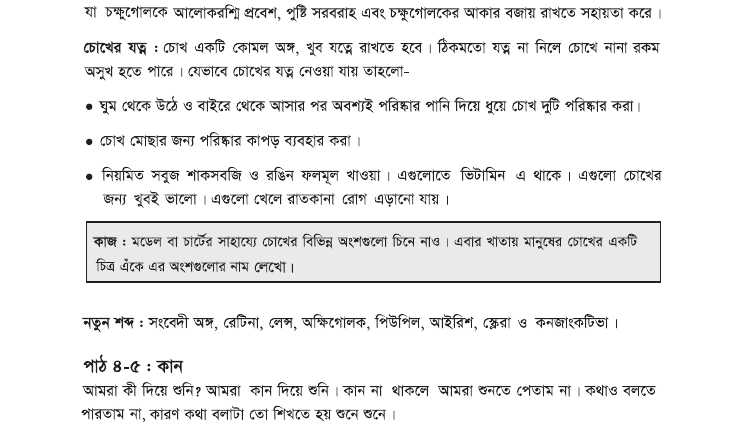 যা চক্ষুগোলকে আলোকরশ্মি প্রবেশ, পুষ্টি সরবরাহ এবং চক্ষুগোলকের আকার বজায় রাখতে সহায়তা করে।
চোখের যত্ন : চোখ একটি কোমল অঙ্গ, খুব যত্নে রাখতে হবে। ঠিকমতো যত্ন না নিলে চোখে নানা রকম
অসুখ হতে পারে। যেভাবে চোখের যত্ন নেওয়া যায় তাহলো-
● ঘুম থেকে উঠে ও বাইরে থেকে আসার পর অবশ্যই পরিষ্কার পানি দিয়ে ধুয়ে চোখ দুটি পরিষ্কার করা।
● চোখ মোছার জন্য পরিষ্কার কাপড় ব্যবহার করা।
● নিয়মিত সবুজ শাকসবজি ও রঙিন ফলমূল খাওয়া। এগুলোতে ভিটামিন এ থাকে। এগুলো চোখের
জন্য খুবই ভালো। এগুলো খেলে রাতকানা রোগ এড়ানো যায়।
কাজ : মডেল বা চার্টের সাহায্যে চোখের বিভিন্ন অংশগুলো চিনে নাও। এবার খাতায় মানুষের চোখের একটি
চিত্র এঁকে এর অংশগুলোর নাম লেখো।
নতুন শব্দ : সংবেদী অঙ্গ, রেটিনা, লেন্স, অক্ষিগোলক, পিউপিল, আইরিশ, স্ক্লেরা ও কনজাংকটিভা।
পাঠ ৪-৫ : কান
আমরা কী দিয়ে শুনি? আমরা কান দিয়ে শুনি। কান না থাকলে আমরা শুনতে পেতাম না। কথাও বলতে
পারতাম না, কারণ কথা বলাটা তো শিখতে হয় শুনে শুনে।